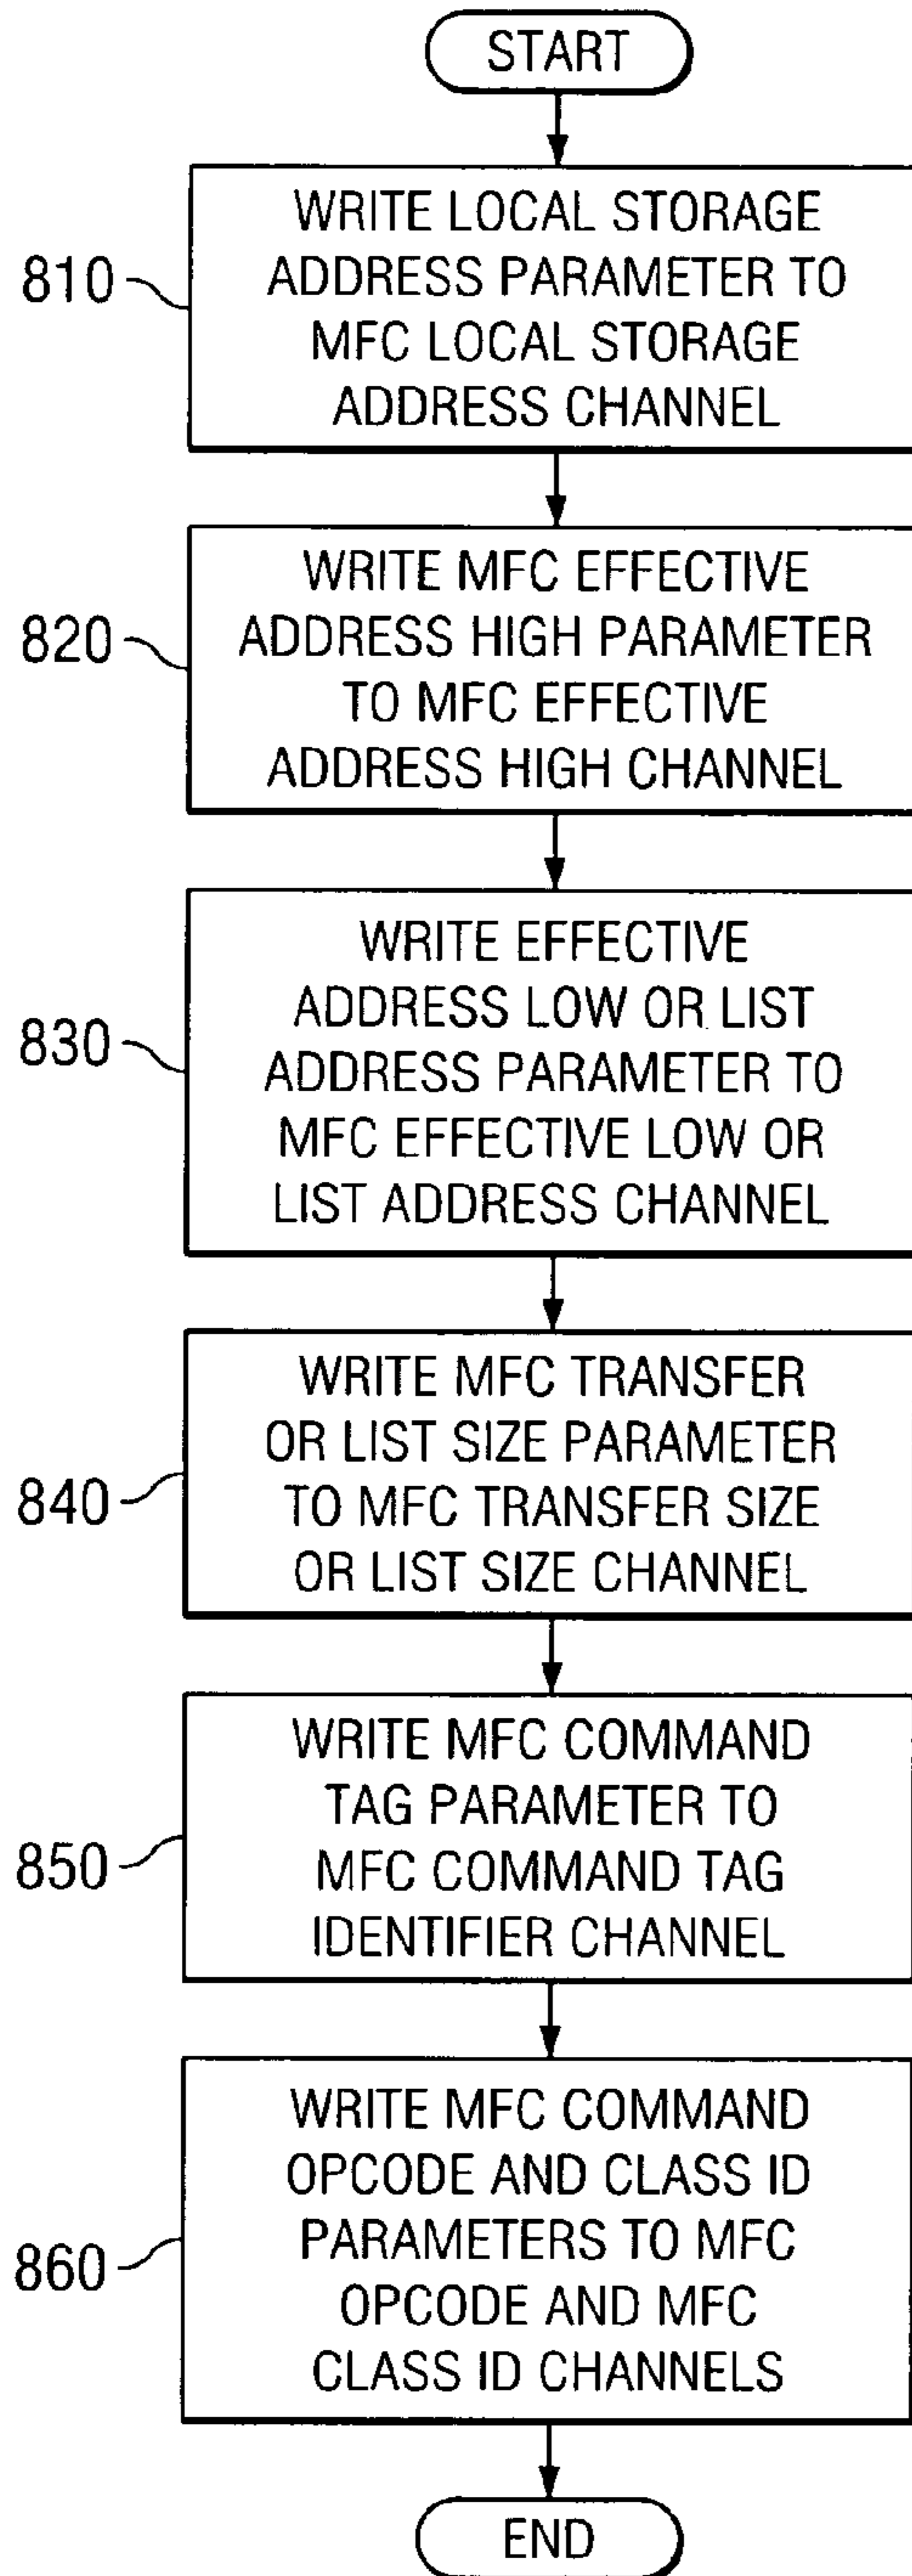 START
WRITE LOCAL STORAGE
ADDRESS PARAMETER TO
MFC LOCAL STORAGE
ADDRESS CHANNEL
810
WRITE MFC EFFECTIVE
ADDRESS HIGH PARAMETER
TO MFC EFFECTIVE
ADDRESS HIGH CHANNEL
820
WRITE EFFECTIVE
ADDRESS LOW OR LIST
ADDRESS PARAMETER TO
MFC EFFECTIVE LOW OR
LIST ADDRESS CHANNEL
830
WRITE MFC TRANSFER
OR LIST SIZE PARAMETER
TO MFC TRANSFER SIZE
OR LIST SIZE CHANNEL
840
WRITE MFC COMMAND
TAG PARAMETER TO
MFC COMMAND TAG
IDENTIFIER CHANNEL
850
WRITE MFC COMMAND
OPCODE AND CLASS ID
PARAMETERS TO MFC
OPCODE AND MFC
CLASS ID CHANNELS
860
END